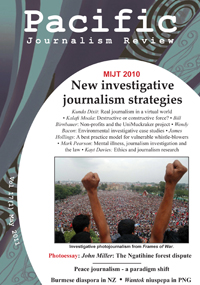 Pacific
Journalism Review
MIJT 2010
New investigative
journalism strategies
Kunda Dixit: Real journalism in a virtual world
• Kalafi Moala: Destructive or constructive force? • Bill
Birnbauer: Non-profits and the UniMuckraker project • Wendy
Bacon: Environmental investigative case studies • James
Hollings: A best practice model for vulnerable whistle-blowers
• Mark Pearson: Mental illness, journalism investigation and
the law • Kayt Davies: Ethics and journalism research
Investigative photojournalism from Frames of War.
Photoessay: John Miller: The Ngatihine forest dispute
Peace journalism - a paradigm shift
Burmese diaspora in NZ • Wantok niuspepa in PNG